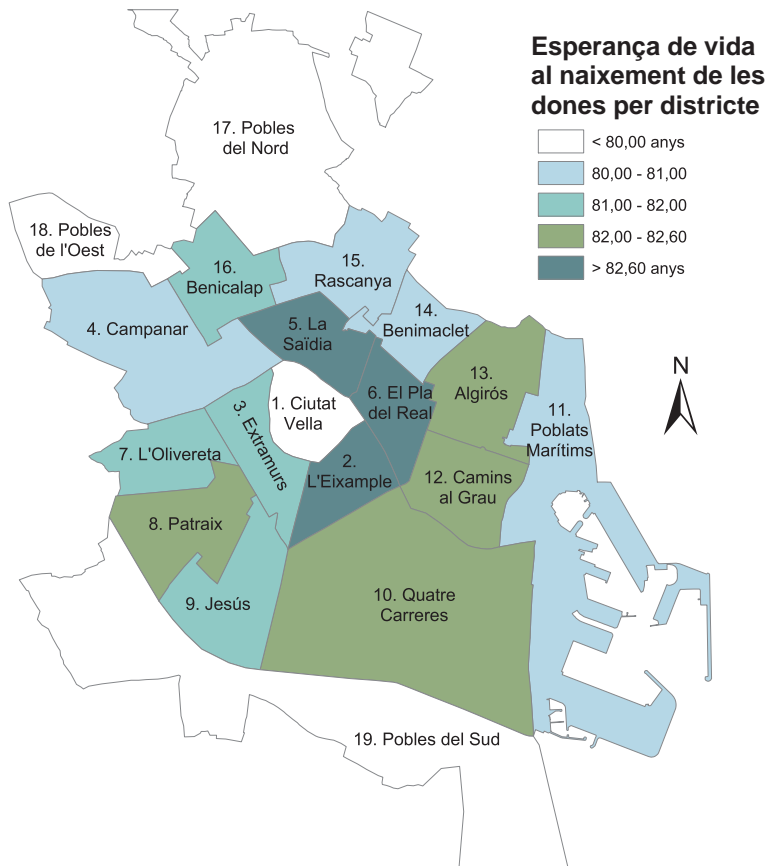 Esperança de vida
al naixement de les
dones per districte
< 80,00 anys
80,00 - 81,00
81,00 - 82,00
82,00 - 82,60
> 82,60 anys
N
17. Pobles
del Nord
18. Pobles
de l'Oest
16.
Benicalap
15.
Rascanya
4. Campanar
5. La
Saïdia
14.
Benimaclet
13.
Algirós
6. El Pla
del Real
1. Ciutat
Vella
3. Extramurs
11.
Poblats
Marítims
7. L'Olivereta
2.
L'Eixample
12. Camins
al Grau
8. Patraix
9. Jesús
10. Quatre
Carreres
19. Pobles del Sud